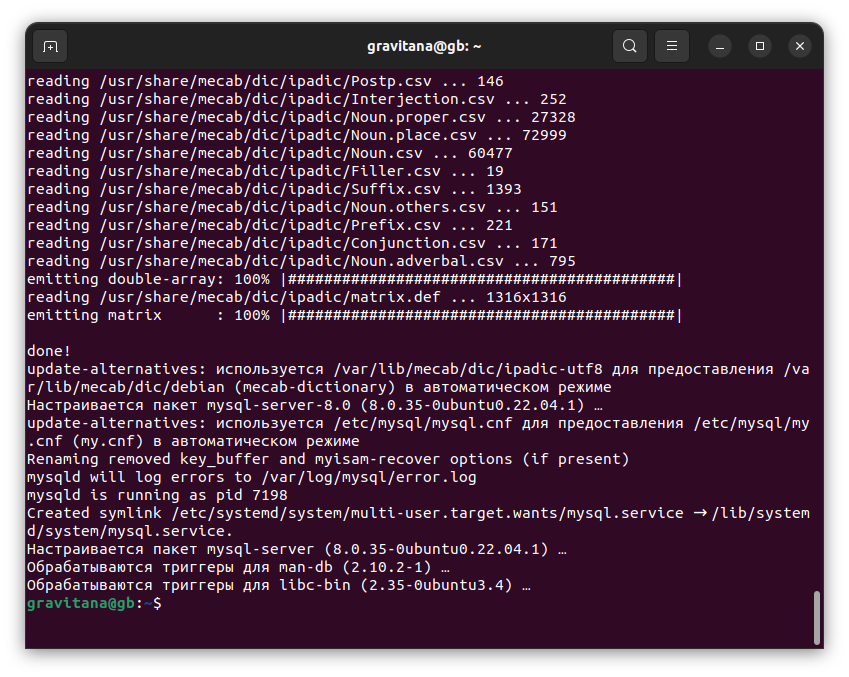 gravitana@gb: ~
reading /usr/share/mecab/dic/ipadic/Postp.csv ... 146
reading /usr/share/mecab/dic/ipadic/Interjection.csv ... 252
reading /usr/share/mecab/dic/ipadic/Noun.proper.csv ... 27328
reading /usr/share/mecab/dic/ipadic/Noun.place.csv ... 72999
reading /usr/share/mecab/dic/ipadic/Noun.csv ... 60477
reading /usr/share/mecab/dic/ipadic/Filler.csv ... 19
reading /usr/share/mecab/dic/ipadic/Suffix.csv ... 1393
reading /usr/share/mecab/dic/ipadic/Noun.others.csv ... 151
reading /usr/share/mecab/dic/ipadic/Prefix.csv ... 221
reading /usr/share/mecab/dic/ipadic/Conjunction.csv ... 171
reading /usr/share/mecab/dic/ipadic/Noun.adverbal.csv ... 795
emitting double-array: 100% |###########################################|
reading /usr/share/mecab/dic/ipadic/matrix.def ... 1316x1316
emitting matrix      : 100% |###########################################|
done!
update-alternatives: используется /var/lib/mecab/dic/ipadic-utf8 для предоставления /va
r/lib/mecab/dic/debian (mecab-dictionary) в автоматическом режиме
Настраивается пакет mysql-server-8.0 (8.0.35-0ubuntu0.22.04.1) …
update-alternatives: используется /etc/mysql/mysql.cnf для предоставления /etc/mysql/my
.cnf (my.cnf) в автоматическом режиме
Renaming removed key_buffer and myisam-recover options (if present)
mysqld will log errors to /var/log/mysql/error.log
mysqld is running as pid 7198
Created symlink /etc/systemd/system/multi-user.target.wants/mysql.service → /lib/system
d/system/mysql.service.
Настраивается пакет mysql-server (8.0.35-0ubuntu0.22.04.1) …
Обрабатываются триггеры для man-db (2.10.2-1) …
Обрабатываются триггеры для libc-bin (2.35-0ubuntu3.4) …
gravitana@gb:~$